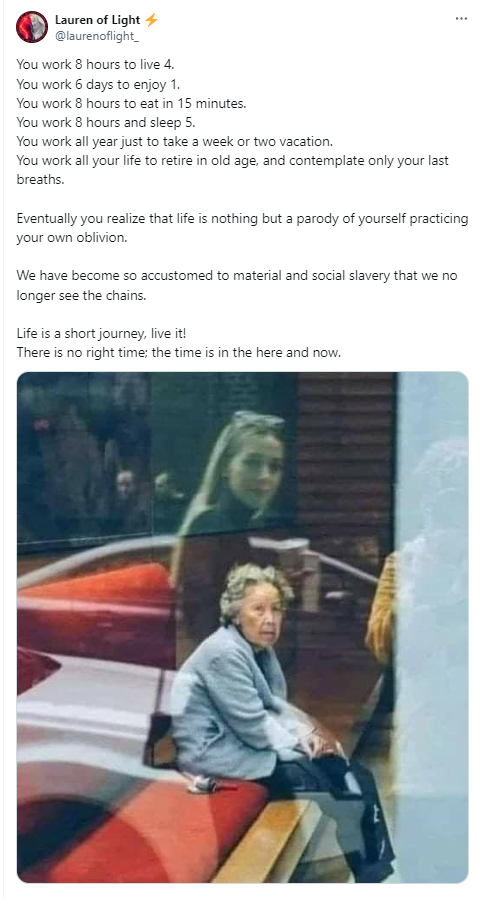 Lauren of Light ⚡
@laurenoflight_
You work 8 hours to live 4.
You work 6 days to enjoy 1.
You work 8 hours to eat in 15 minutes.
You work 8 hours and sleep 5.
You work all year just to take a week or two vacation.
You work all your life to retire in old age, and contemplate only your last
breaths.
Eventually you realize that life is nothing but a parody of yourself practicing
your own oblivion.
We have become so accustomed to material and social slavery that we no
longer see the chains.
Life is a short journey, live it!
There is no right time; the time is in the here and now.